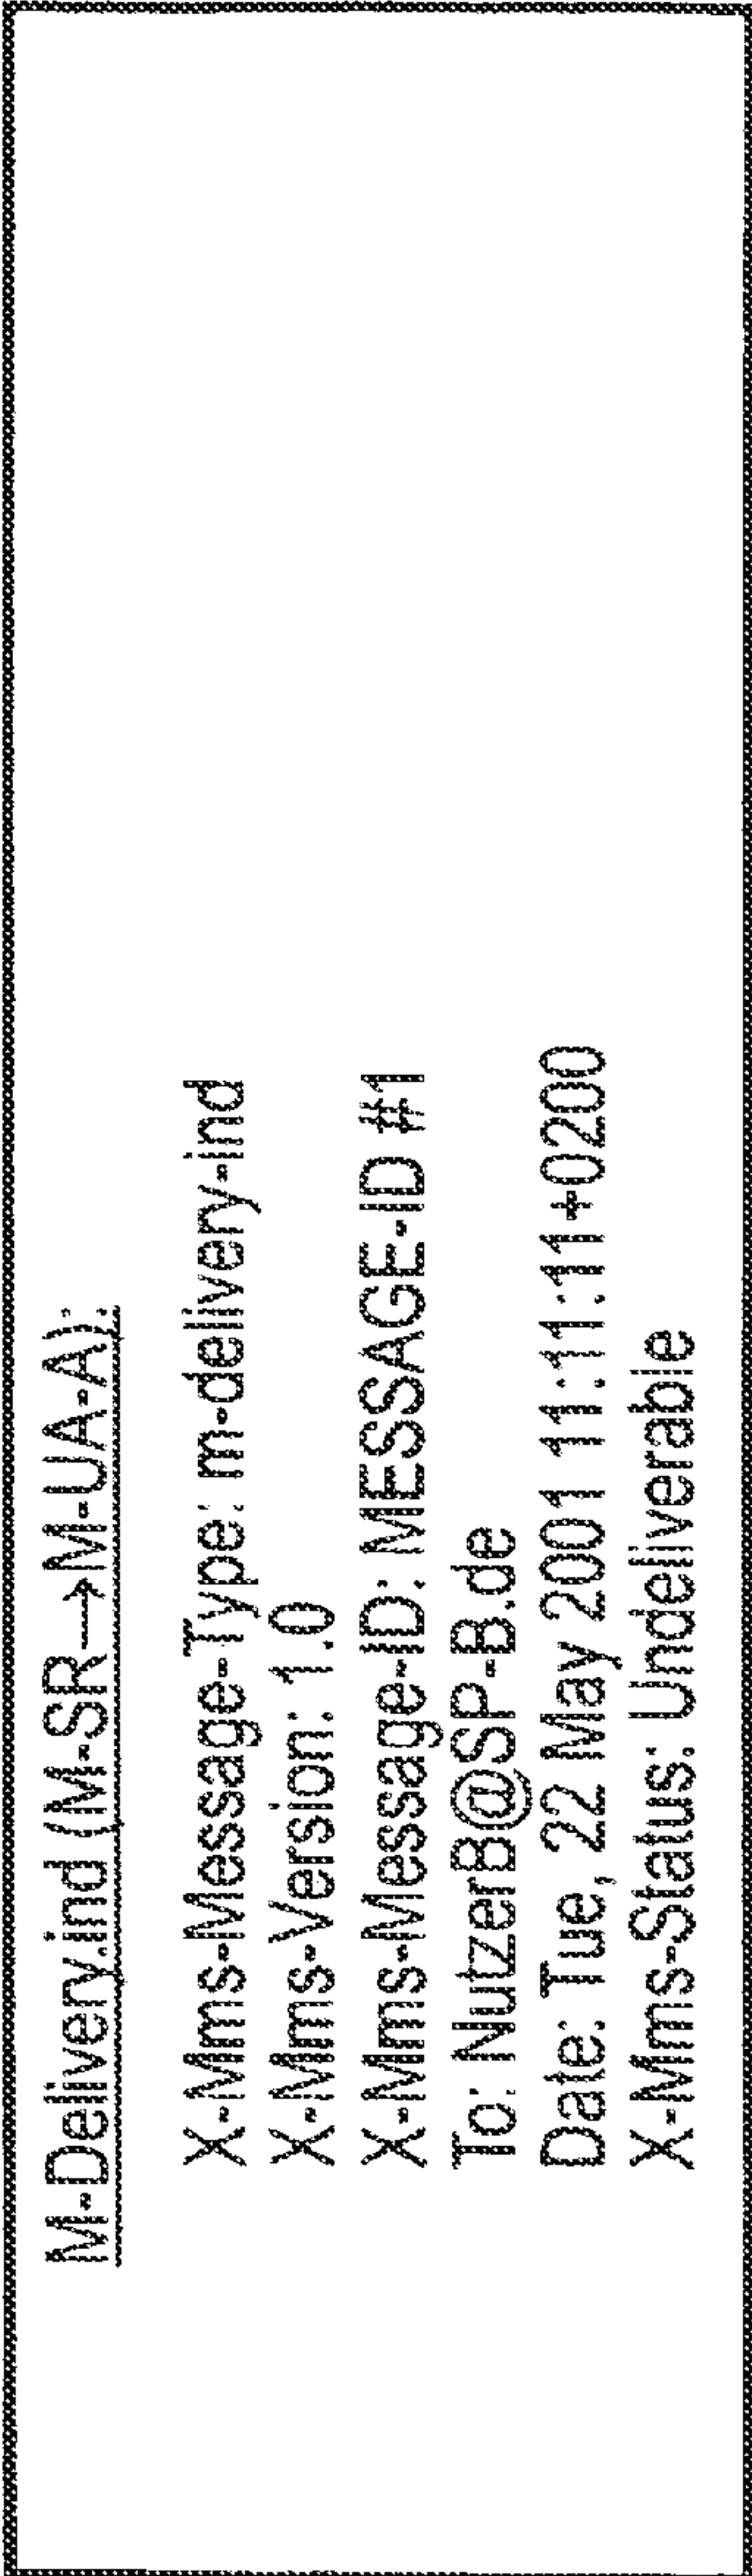 M-Delivery.ind (M-SR→M-UA-A):
X-Mms-Message-Type: m-delivery-ind
X-Mms-Version: 1.0
X-Mms-Message-ID: MESSAGE-ID #1
To: NutzerB@SP-B.de
Date: Tue, 22 May 2001 11:11:11+0200
X-Mms-Status: Undeliverable